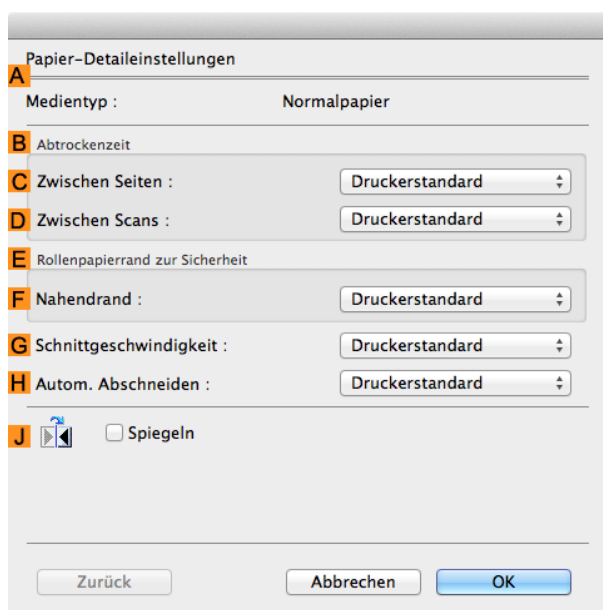 Papier-Detaileinstellungen
A
Medientyp : Normalpapier
B Abtrockenzeit
C Zwischen Seiten : Druckerstandard
D Zwischen Scans : Druckerstandard
E Rollenpapierrand zur Sicherheit
F Nahendrand : Druckerstandard
G Schnittgeschwindigkeit : Druckerstandard
H Autom. Abschneiden : Druckerstandard
J Spiegeln
Zurück Abbrechen OK